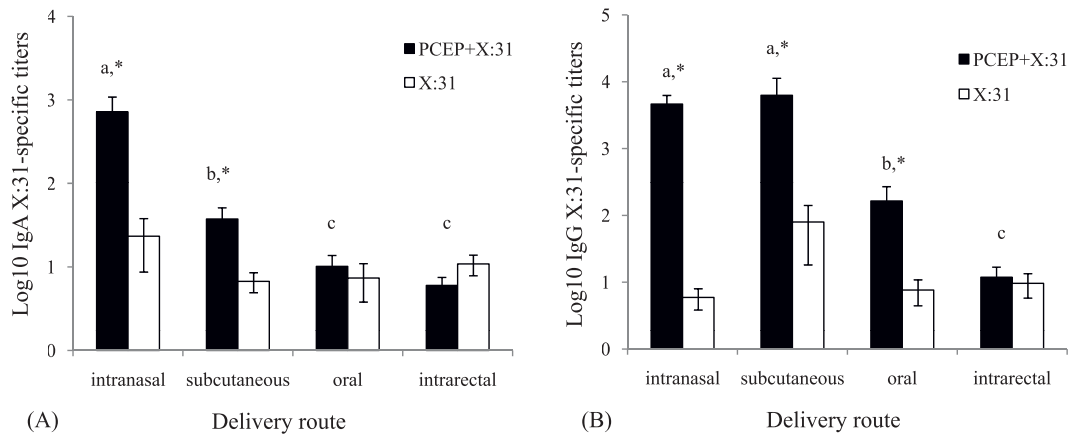 Log10 IgA X:31-specific titers
4
3
2
1
0
a,*
b,*
c
c
PCEP+X:31
X:31
intranasal subcutaneous oral intrarectal
(A) Delivery route
Log10 IgG X:31-specific titers
5
4
3
2
1
0
a,*
a,*
b,*
c
PCEP+X:31
X:31
intranasal subcutaneous oral intrarectal
(B) Delivery route